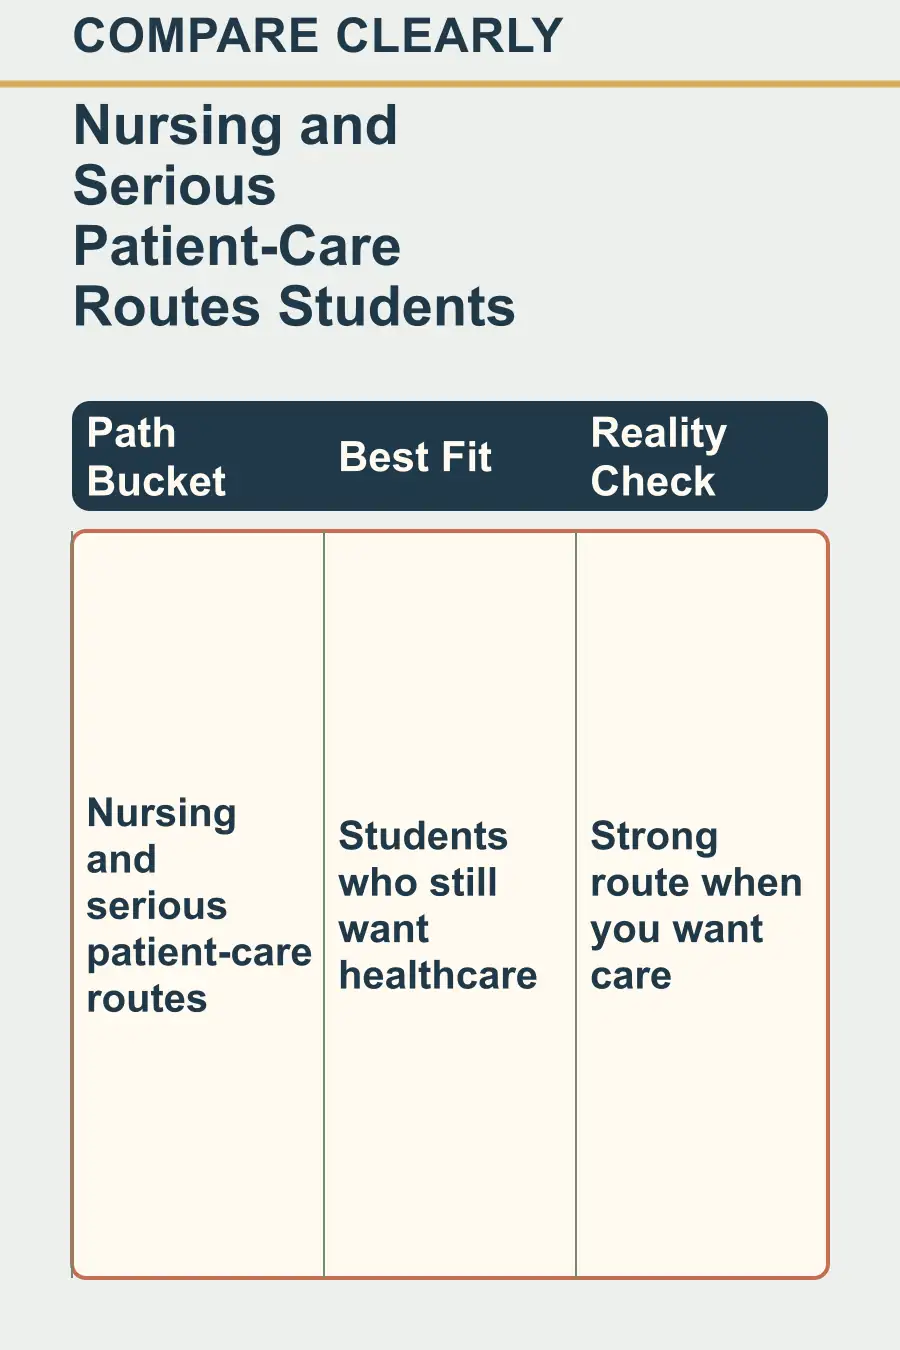 COMPARE CLEARLY
Nursing and
Serious
Patient-Care
Routes Students
Path
Bucket
Best Fit
Reality
Check
Nursing
and
serious
patient-care
routes
Students
who still
want
healthcare
Strong
route when
you want
care